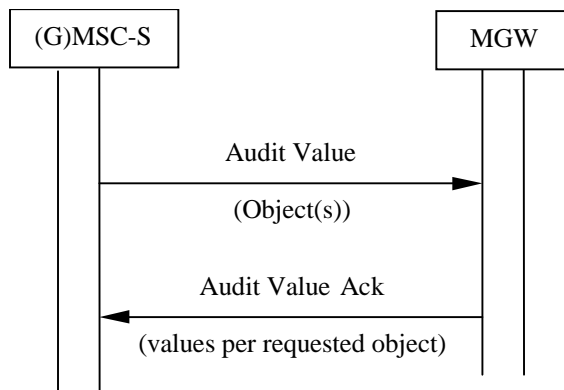 (G)MSC-S
MGW
Audit Value
(Object(s))
Audit Value Ack
(values per requested object)